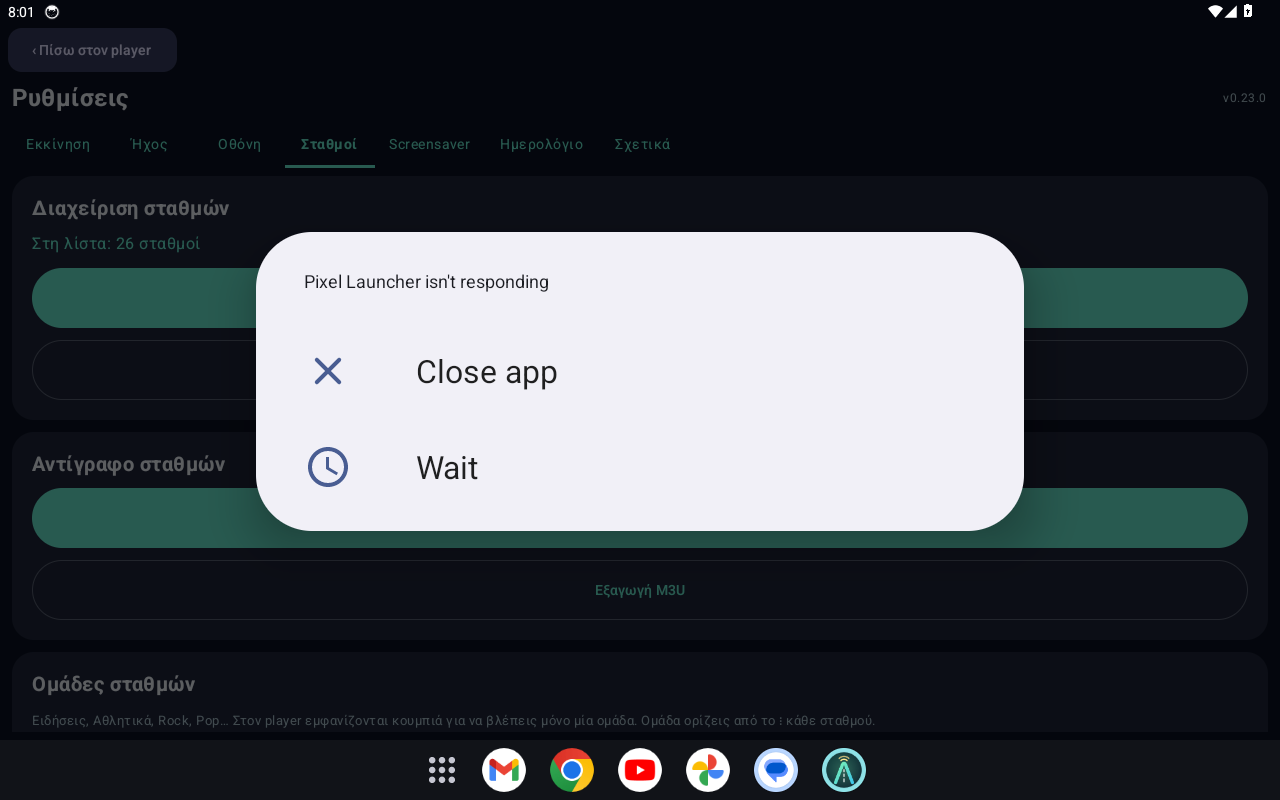 8:01
‹ Πίσω στον player
Ρυθμίσεις
v0.23.0
Εκκίνηση
Ήχος
Οθόνη
Σταθμοί
Screensaver
Ημερολόγιο
Σχετικά
Διαχείριση σταθμών
Στη λίστα: 26 σταθμοί
Pixel Launcher isn't responding
Close app
Wait
Αντίγραφο σταθμών
Εξαγωγή M3U
Ομάδες σταθμών
Ειδήσεις, Αθλητικά, Rock, Pop… Στον player εμφανίζονται κουμπιά για να βλέπεις μόνο μία ομάδα. Ομάδα ορίζεις από το ⋮ κάθε σταθμού.